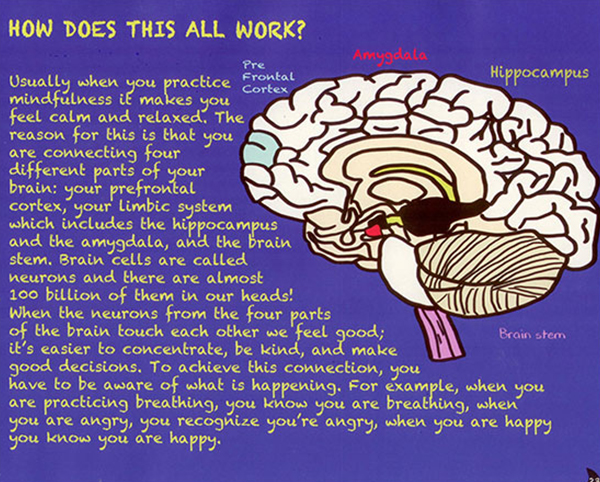 HOW DOES THIS ALL WORK?
Pre
Frontal
Cortex
Amygdala
Hippocampus
Usually when you practice
mindfulness it makes you
feel calm and relaxed. The
reason for this is that you
are connecting four
different parts of your
brain: your prefrontal
cortex, your limbic system
which includes the hippocampus
and the amygdala, and the brain
stem. Brain cells are called
neurons and there are almost
100 billion of them in our heads!
When the neurons from the four parts
of the brain touch each other we feel good;
it's easier to concentrate, be kind, and make
good decisions. To achieve this connection, you
have to be aware of what is happening. For example, when you
are practicing breathing, you know you are breathing, when
you are angry, you recognize you're angry, when you are happy
you know you are happy.
Brain stem